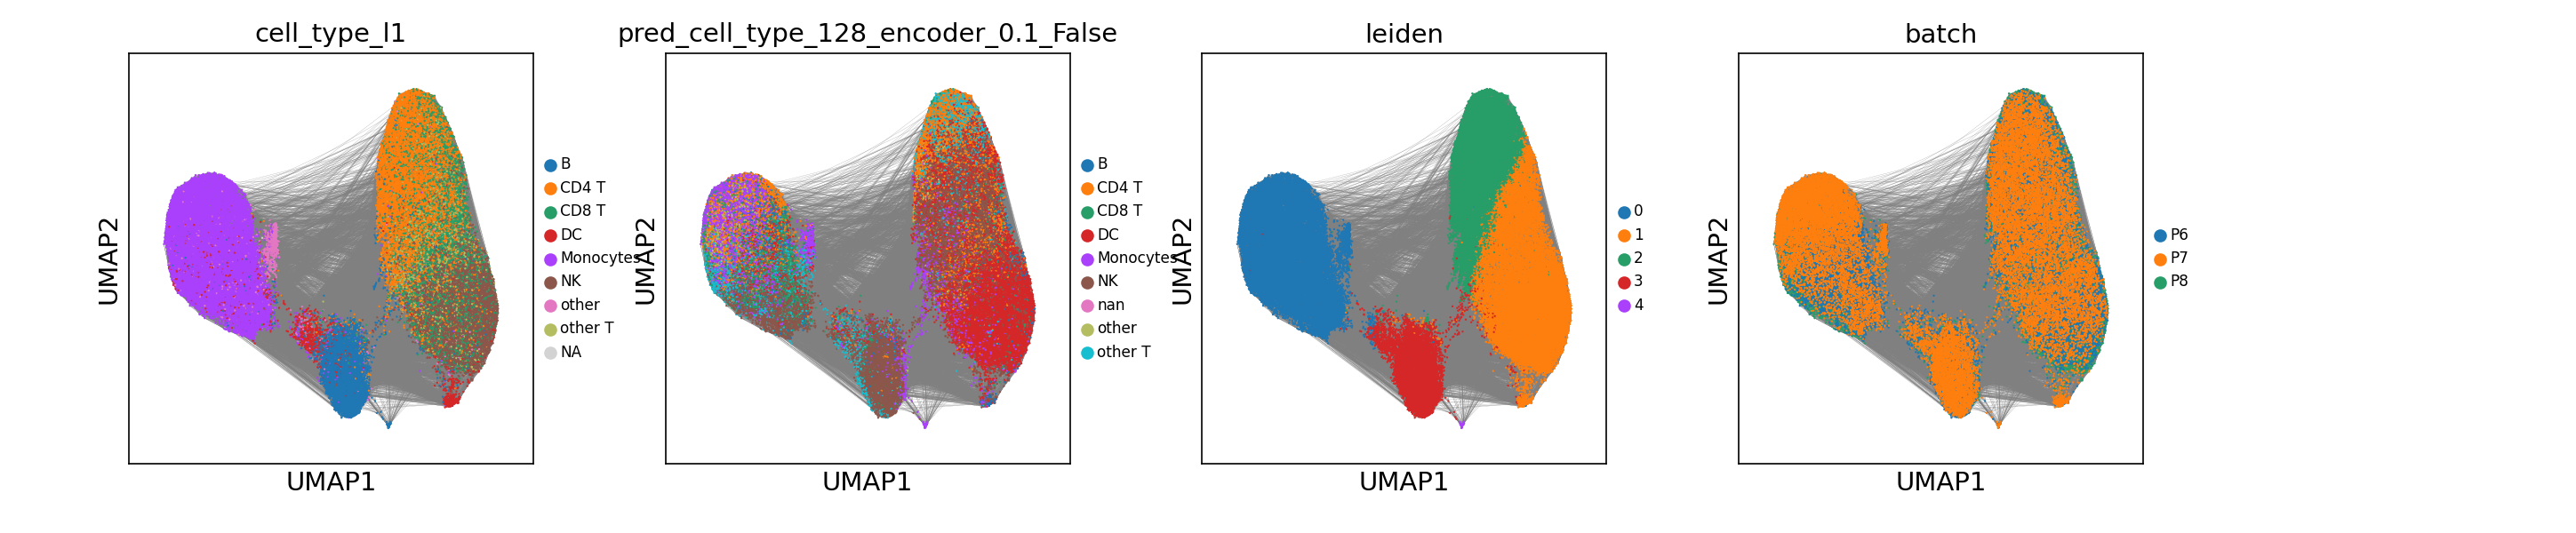 cell_type_l1
UMAP2
UMAP1
B
CD4 T
CD8 T
DC
Monocytes
NK
other
other T
NA
pred_cell_type_128_encoder_0.1_False
UMAP2
UMAP1
B
CD4 T
CD8 T
DC
Monocytes
NK
nan
other
other T
leiden
UMAP2
UMAP1
0
1
2
3
4
batch
UMAP2
UMAP1
P6
P7
P8